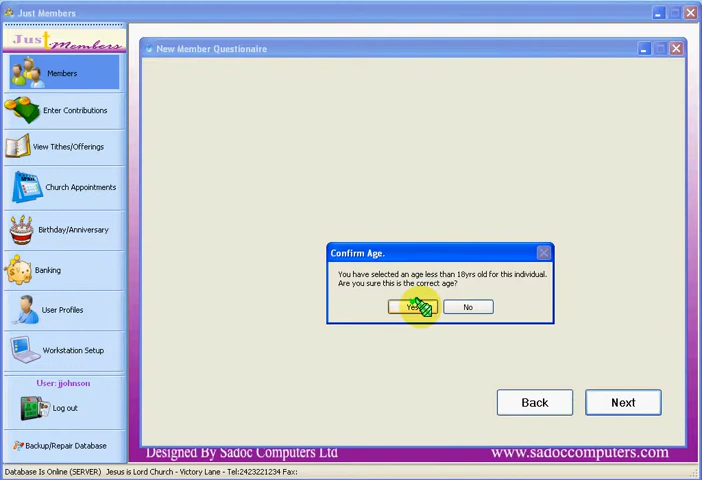 Just Members
Just
Members
New Member Questionaire
Members
Enter Contributions
View Tithes/Offerings
Church Appointments
Birthday/Anniversary
Banking
User Profiles
Workstation Setup
User: jjohnson
Log out
Backup/Repair Database
Confirm Age.
You have selected an age less than 18yrs old for this individual.
Are you sure this is the correct age?
Yes
No
Back
Next
Designed By Sadoc Computers Ltd
www.sadoccomputers.com
Database Is Online (SERVER) Jesus is Lord Church - Victory Lane - Tel:2423221234 Fax: